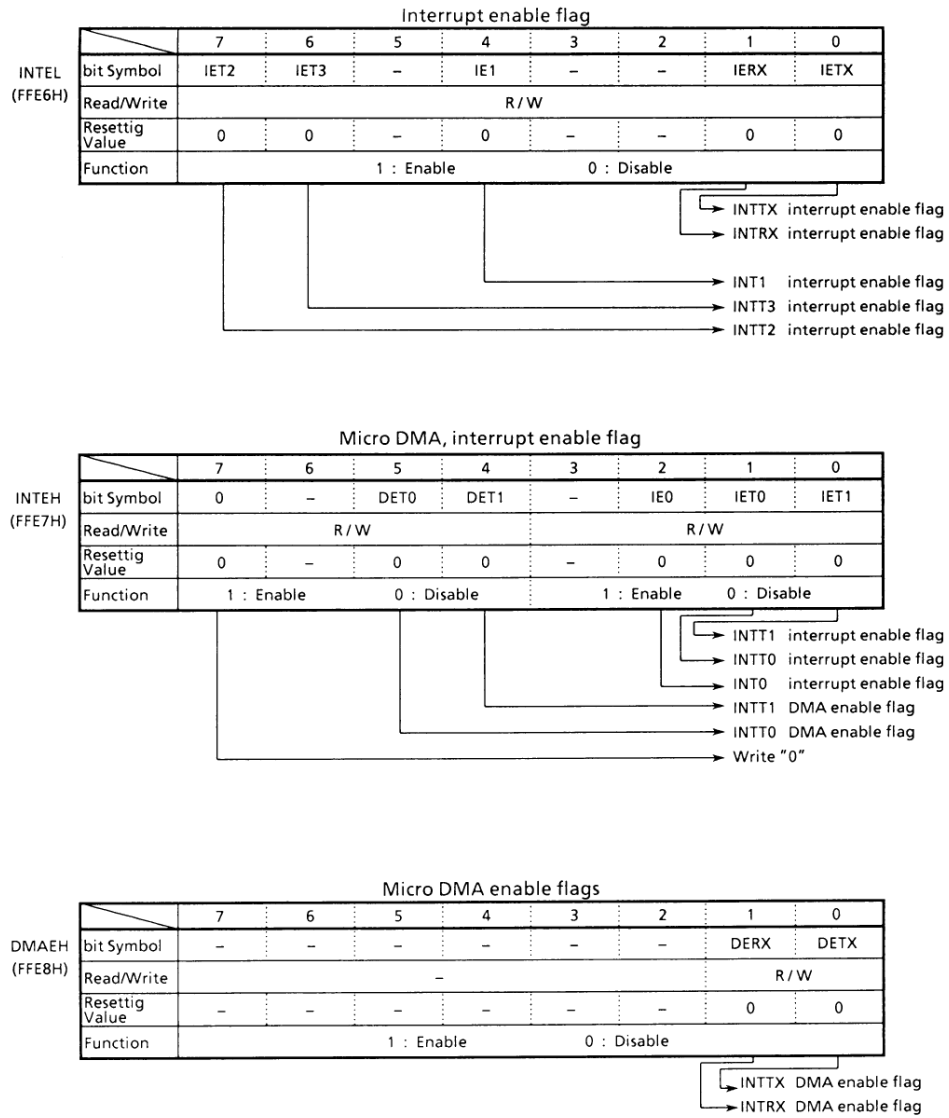 Interrupt enable flag
7 6 5 4 3 2 1 0
INTEL
(FFE6H)
bit Symbol IET2 IET3 – IE1 – – IERX IETX
Read/Write R / W
Resettig
Value 0 0 – 0 – – 0 0
Function 1 : Enable 0 : Disable
INTTX interrupt enable flag
INTRX interrupt enable flag
INT1 interrupt enable flag
INTT3 interrupt enable flag
INTT2 interrupt enable flag
Micro DMA, interrupt enable flag
7 6 5 4 3 2 1 0
INTEH
(FFE7H)
bit Symbol 0 – DET0 DET1 – IE0 IET0 IET1
Read/Write R / W R / W
Resettig
Value 0 – 0 0 – 0 0 0
Function 1 : Enable 0 : Disable 1 : Enable 0 : Disable
INTT1 interrupt enable flag
INTT0 interrupt enable flag
INT0 interrupt enable flag
INTT1 DMA enable flag
INTT0 DMA enable flag
Write "0"
Micro DMA enable flags
7 6 5 4 3 2 1 0
DMAEH
(FFE8H)
bit Symbol – – – – – – DERX DETX
Read/Write – R / W
Resettig
Value – – – – – – 0 0
Function 1 : Enable 0 : Disable
INTTX DMA enable flag
INTRX DMA enable flag